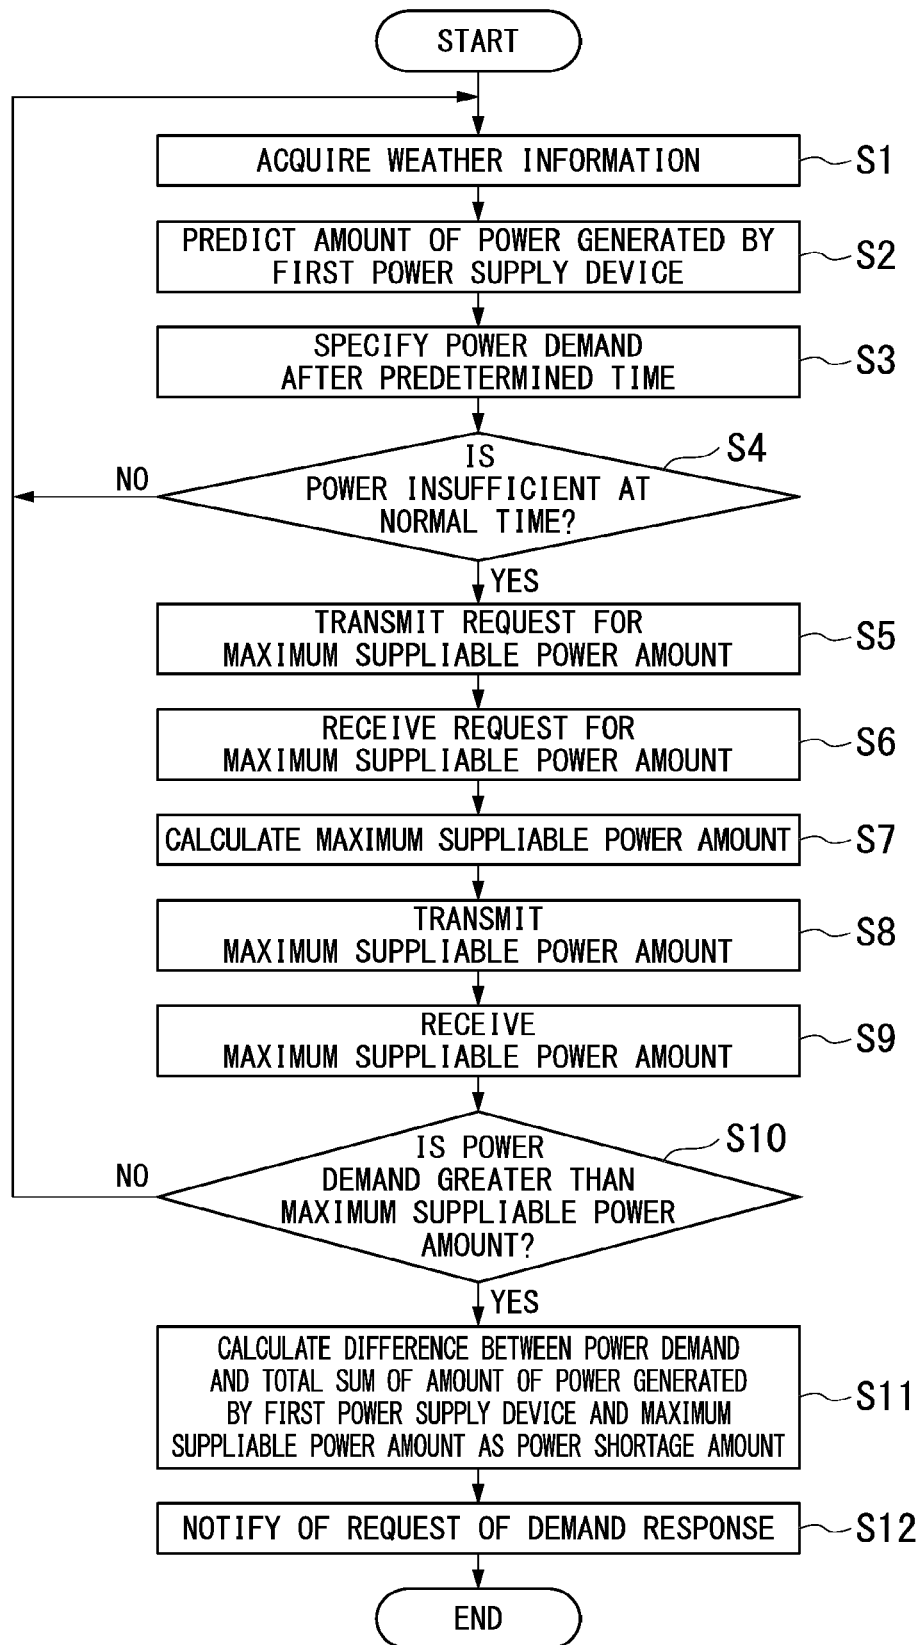 START
ACQUIRE WEATHER INFORMATION
S1
PREDICT AMOUNT OF POWER GENERATED BY
FIRST POWER SUPPLY DEVICE
S2
SPECIFY POWER DEMAND
AFTER PREDETERMINED TIME
S3
IS
POWER INSUFFICIENT AT
NORMAL TIME?
S4
NO
YES
TRANSMIT REQUEST FOR
MAXIMUM SUPPLIABLE POWER AMOUNT
S5
RECEIVE REQUEST FOR
MAXIMUM SUPPLIABLE POWER AMOUNT
S6
CALCULATE MAXIMUM SUPPLIABLE POWER AMOUNT
S7
TRANSMIT
MAXIMUM SUPPLIABLE POWER AMOUNT
S8
RECEIVE
MAXIMUM SUPPLIABLE POWER AMOUNT
S9
IS POWER
DEMAND GREATER THAN
MAXIMUM SUPPLIABLE POWER
AMOUNT?
S10
NO
YES
CALCULATE DIFFERENCE BETWEEN POWER DEMAND
AND TOTAL SUM OF AMOUNT OF POWER GENERATED
BY FIRST POWER SUPPLY DEVICE AND MAXIMUM
SUPPLIABLE POWER AMOUNT AS POWER SHORTAGE AMOUNT
S11
NOTIFY OF REQUEST OF DEMAND RESPONSE
S12
END